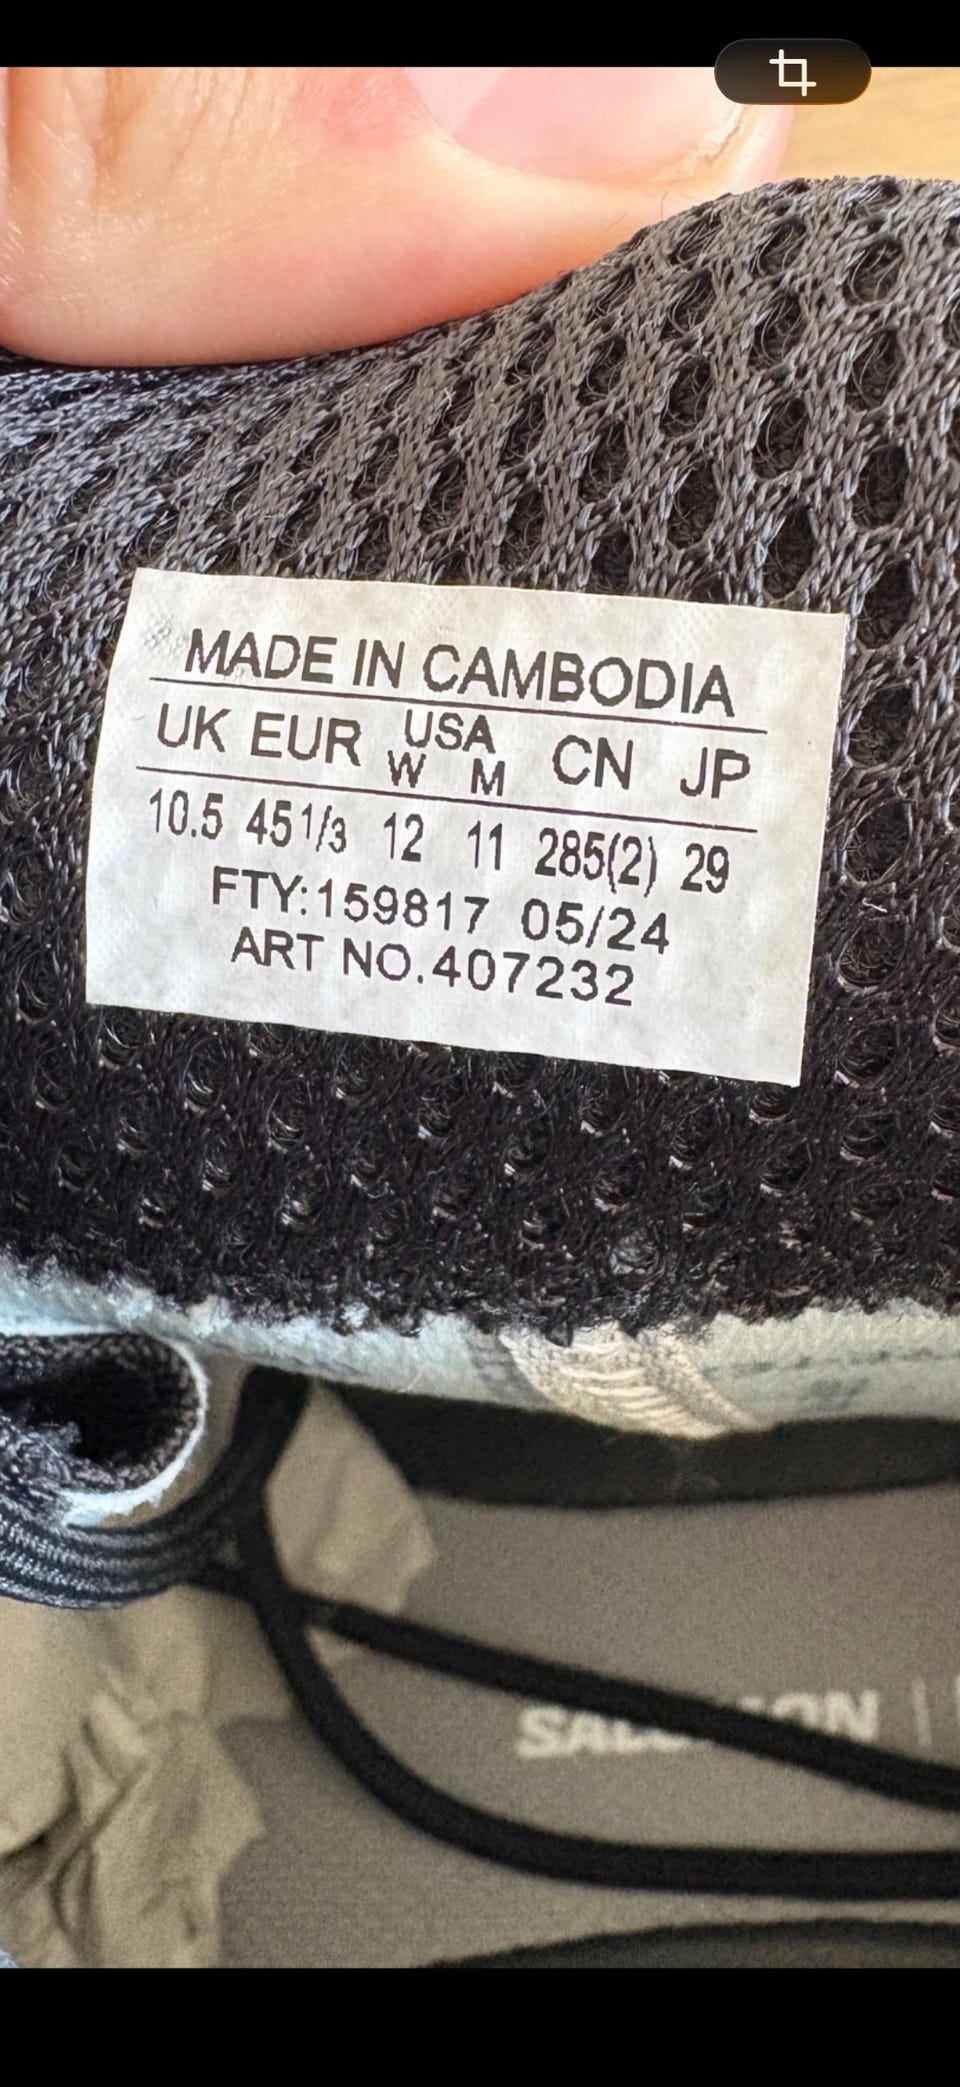 MADE IN CAMBODIA
UK EUR USA W M CN JP
10.5 45 1/3 12 11 285(2) 29
FTY:159817 05/24
ART NO.407232
SALOMON |